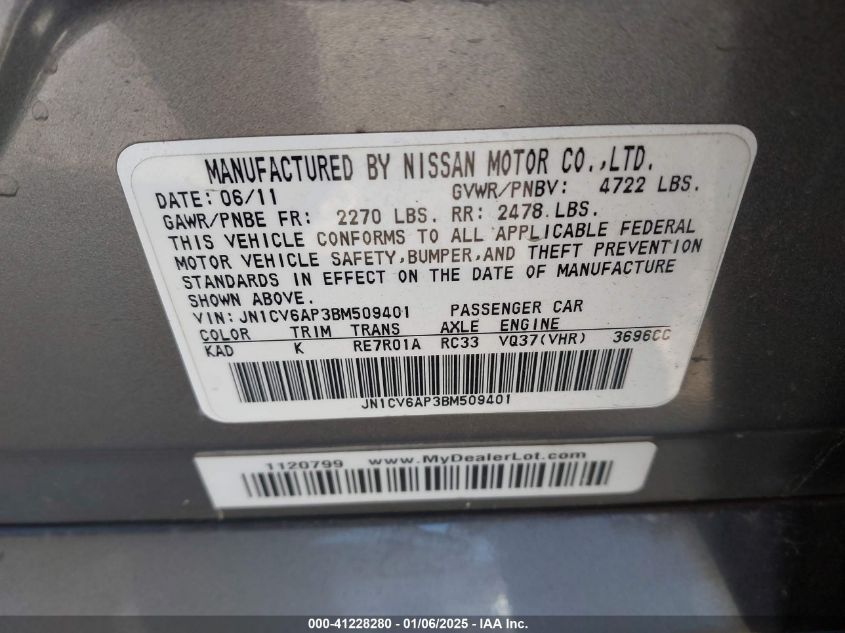 MANUFACTURED BY NISSAN MOTOR CO.,LTD.
DATE: 06/11 GVWR/PNBV: 4722 LBS.
GAWR/PNBE FR: 2270 LBS. RR: 2478 LBS.
THIS VEHICLE CONFORMS TO ALL APPLICABLE FEDERAL
MOTOR VEHICLE SAFETY,BUMPER,AND THEFT PREVENTION
STANDARDS IN EFFECT ON THE DATE OF MANUFACTURE
SHOWN ABOVE.
VIN: JN1CV6AP3BM509401 PASSENGER CAR
COLOR TRIM TRANS AXLE ENGINE
KAD K RE7R01A RC33 VQ37(VHR) 3696CC
JN1CV6AP3BM509401
1120799 www.MyDealerLot.com
000-41228280 - 01/06/2025 - IAA Inc.